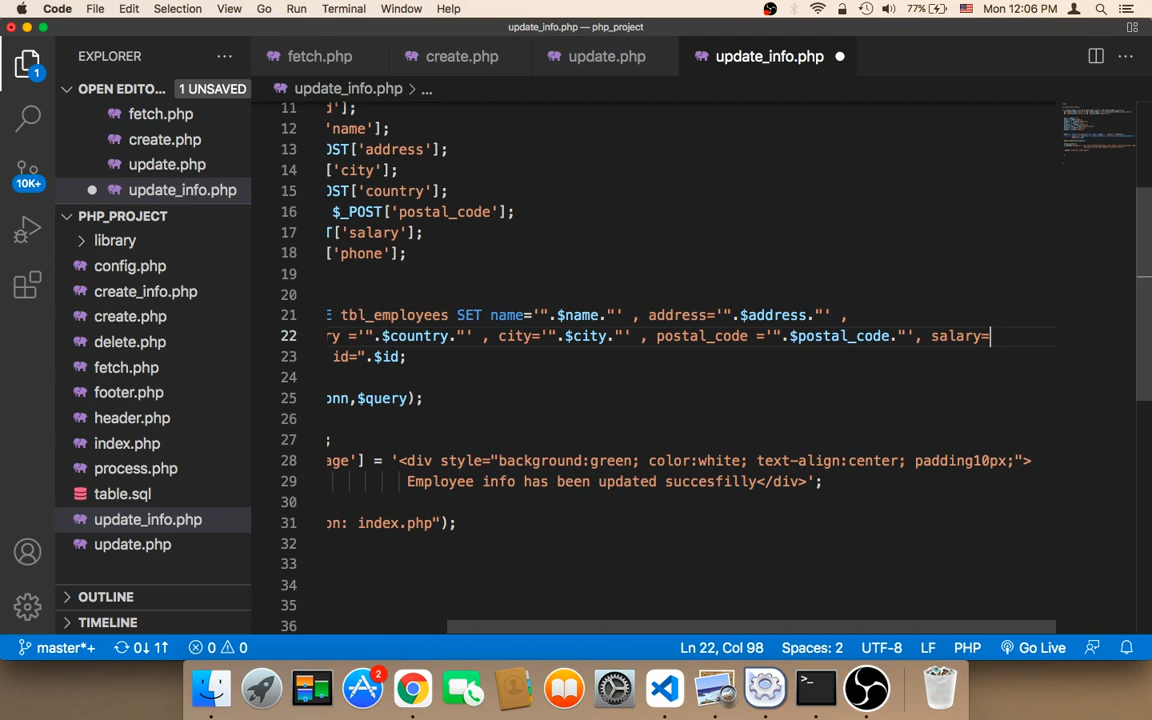 Code File Edit Selection View Go Run Terminal Window Help 77% Mon 12:06 PM
update_info.php — php_project
EXPLORER
fetch.php create.php update.php update_info.php
1
OPEN EDITO... 1 UNSAVED
update_info.php > ...
fetch.php
create.php
update.php
update_info.php
10K+
PHP_PROJECT
library
config.php
create_info.php
create.php
delete.php
fetch.php
footer.php
header.php
index.php
process.php
table.sql
update_info.php
update.php
OUTLINE
TIMELINE
11 d'];
12 'name'];
13 OST['address'];
14 ['city'];
15 OST['country'];
16 $_POST['postal_code'];
17 T['salary'];
18 ['phone'];
19
20
21 E tbl_employees SET name='".$name."' , address='".$address."' ,
22 ry ='".$country."' , city='".$city."' , postal_code ='".$postal_code."', salary=
23 id=".$id;
24
25 onn,$query);
26
27 ;
28 age'] = '<div style="background:green; color:white; text-align:center; padding10px;">
29 Employee info has been updated succesfilly</div>';
30
31 on: index.php");
32
33
34
35
36
master*+ 0↓ 1↑ 0 0 Ln 22, Col 98 Spaces: 2 UTF-8 LF PHP Go Live
2